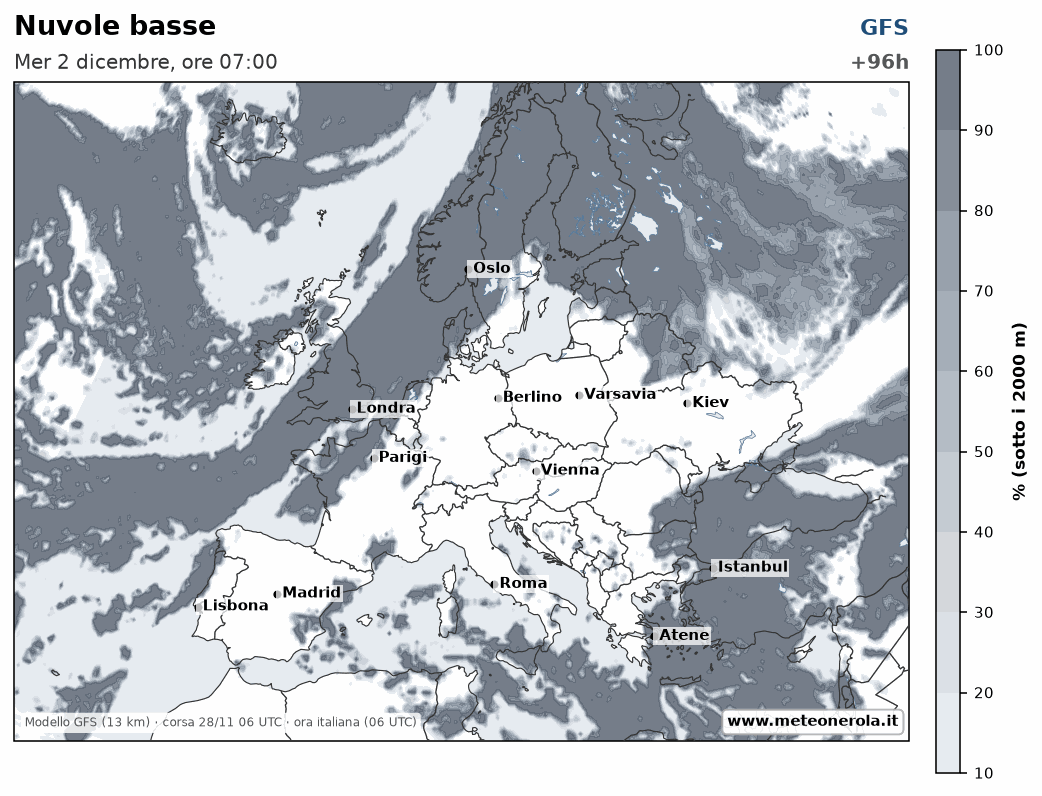 Nuvole basse
GFS
Mer 2 dicembre, ore 07:00
+96h
100
90
80
70
60
50
40
30
20
10
% (sotto i 2000 m)
Oslo
Londra
Berlino
Varsavia
Kiev
Parigi
Vienna
Istanbul
Roma
Madrid
Lisbona
Atene
Modello GFS (13 km) · corsa 28/11 06 UTC · ora italiana (06 UTC)
www.meteonerola.it